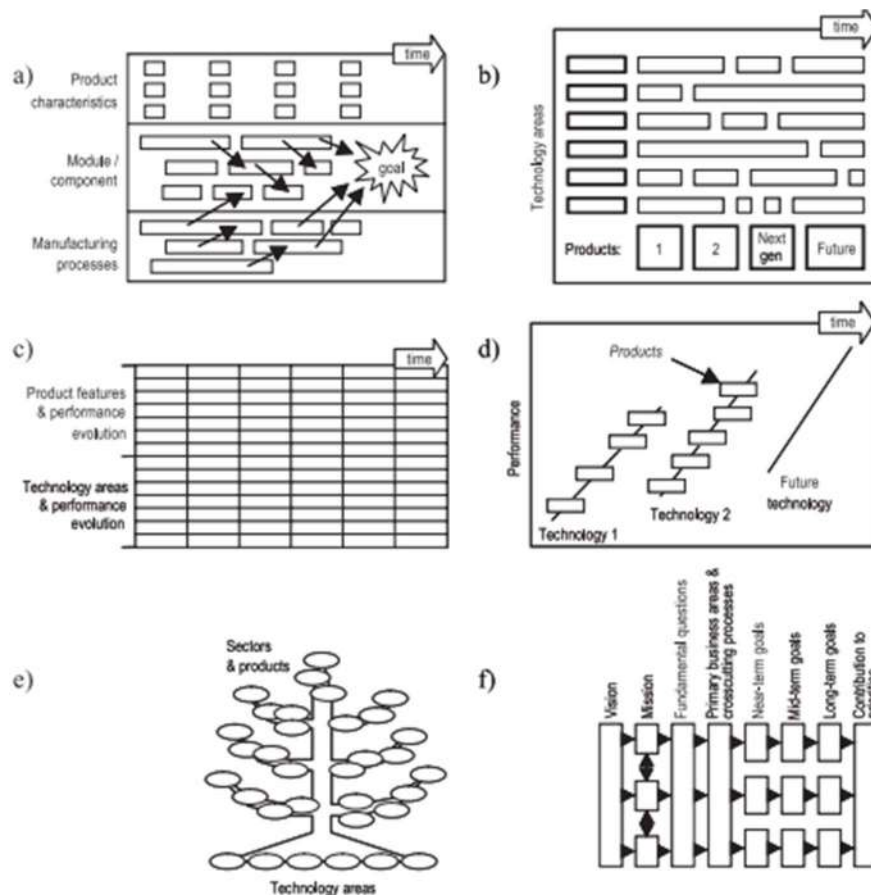 a)
time
Product
characteristics
Module /
component
goal
Manufacturing
processes
b)
time
Technology areas
Products:
1
2
Next
gen
Future
c)
time
Product features
& performance
evolution
Technology areas
& performance
evolution
d)
time
Products
Performance
Technology 1
Technology 2
Future
technology
e)
Sectors
& products
Technology areas
f)
Vision
Mission
Fundamental questions
Primary business areas &
crosscutting processes
Near-term goals
Mid-term goals
Long-term goals
Contribution to